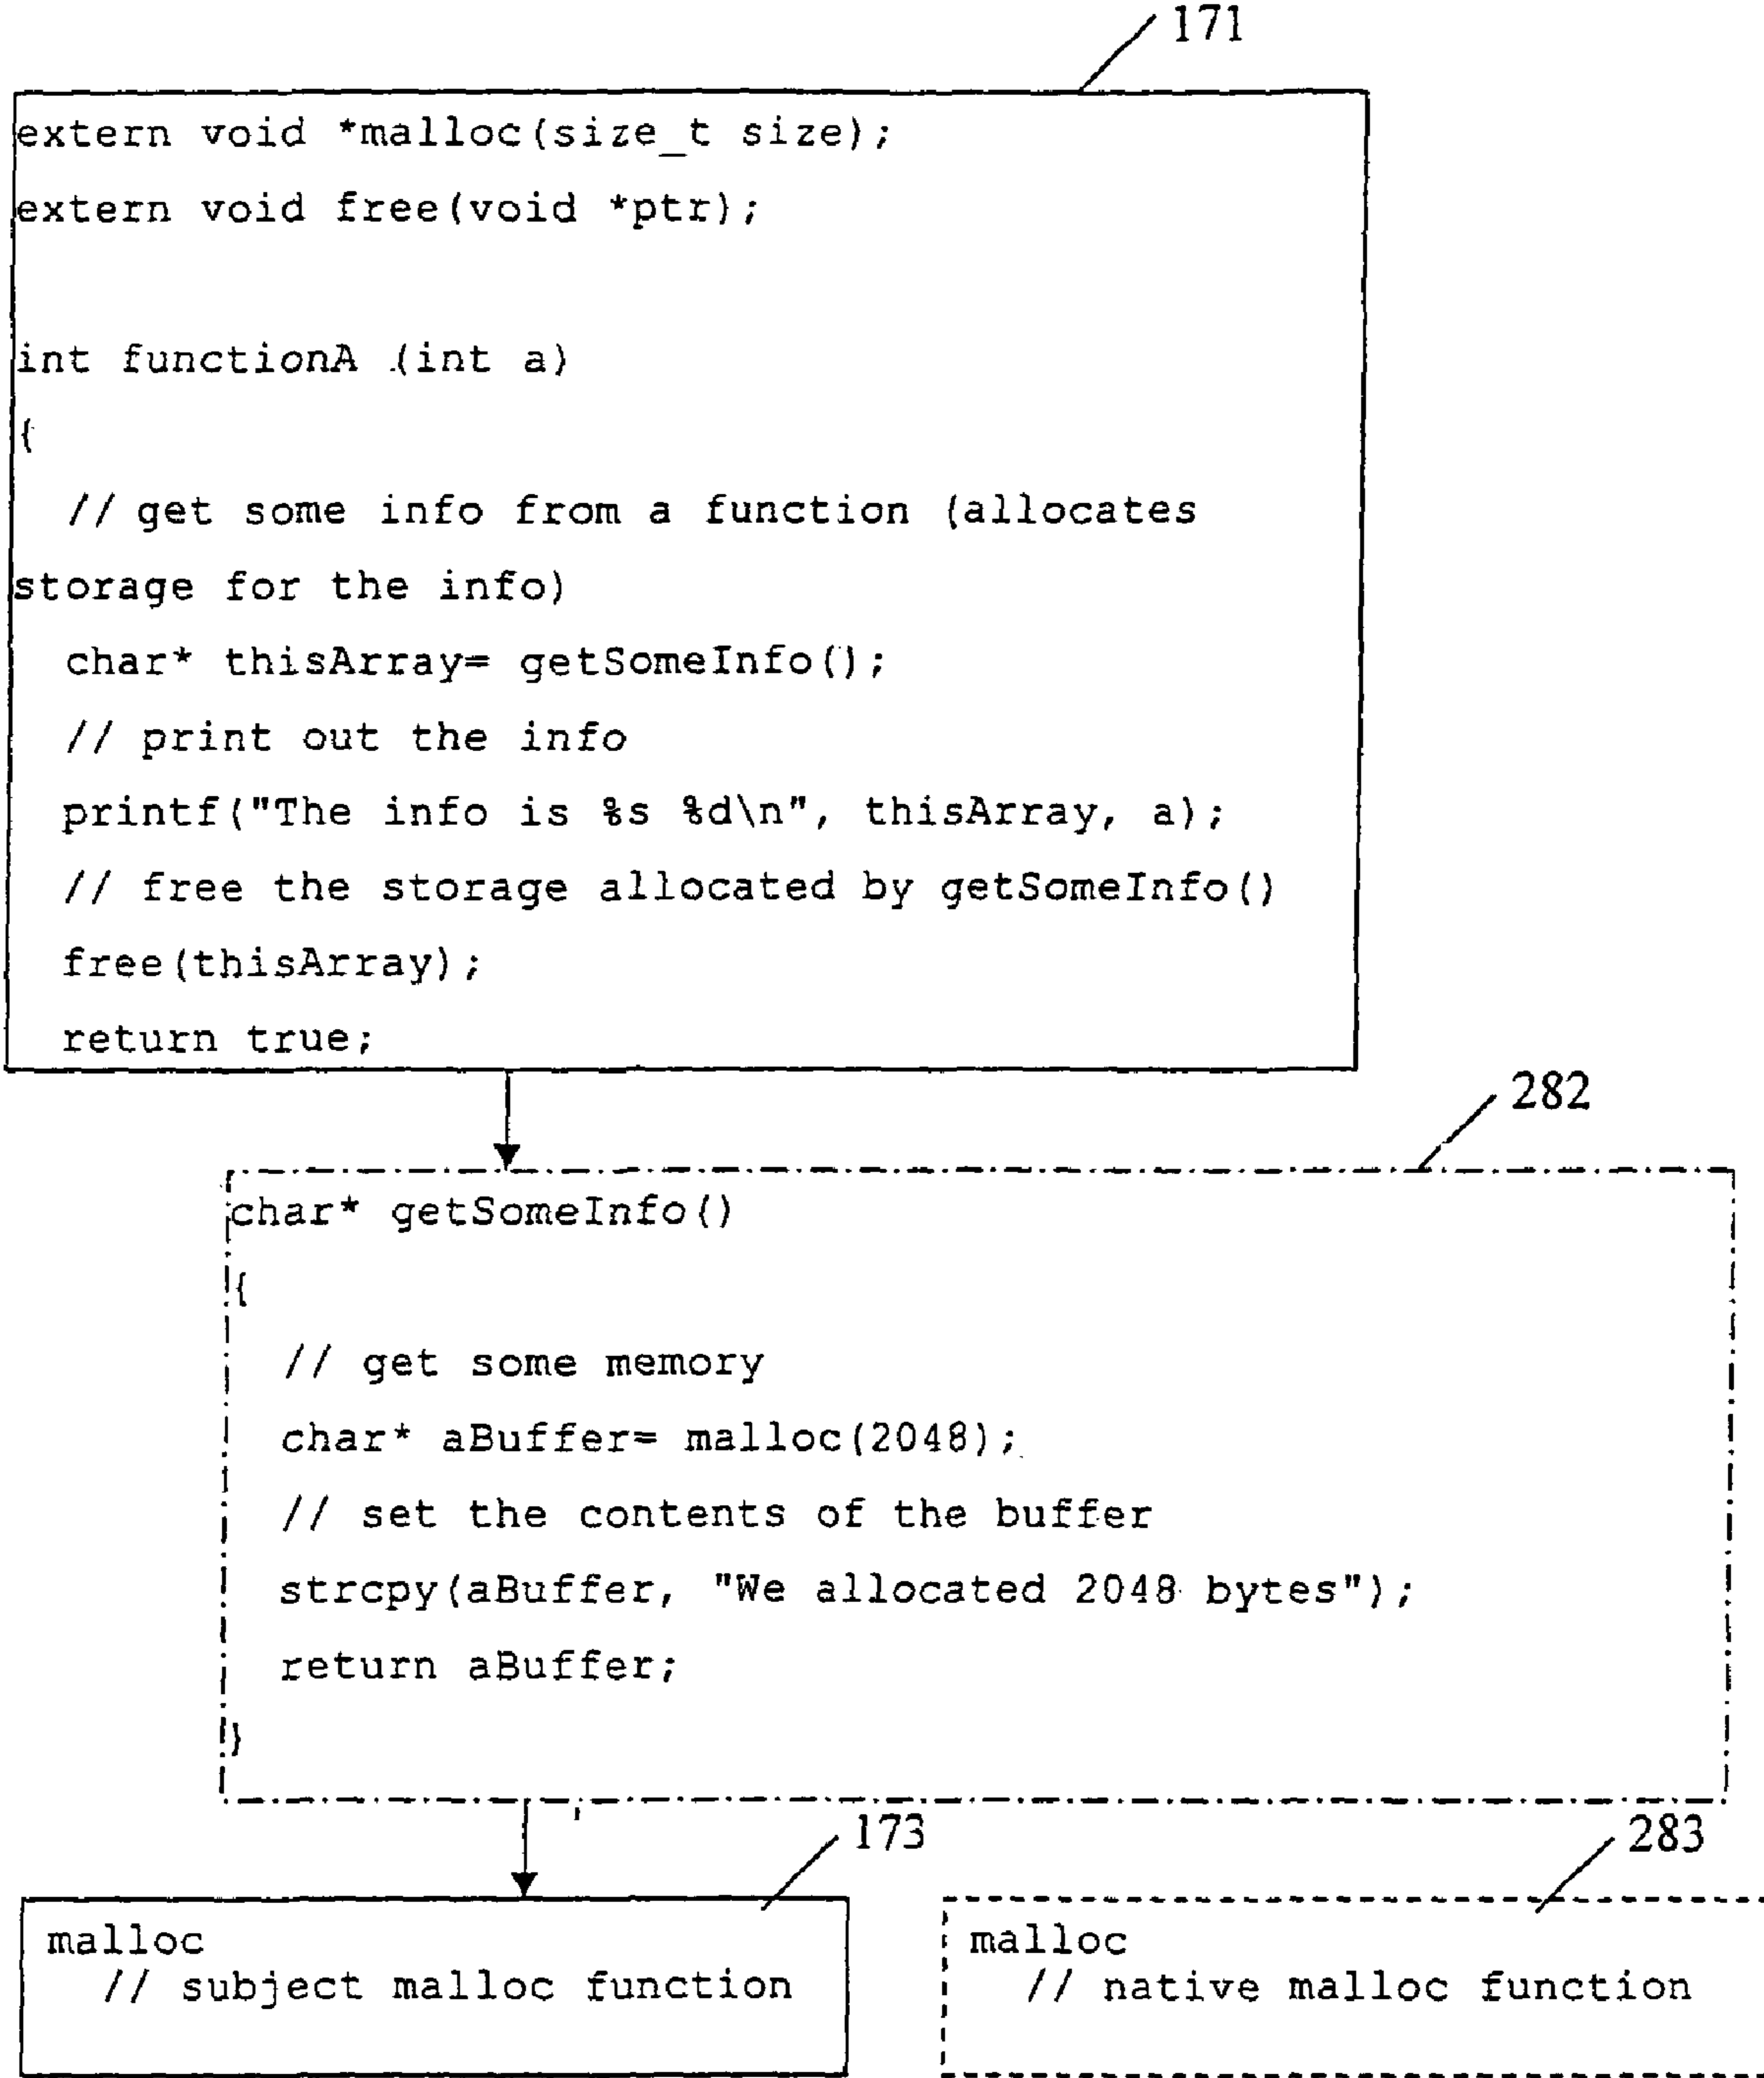 171
extern void *malloc(size_t size);
extern void free(void *ptr);
int functionA (int a)
{
// get some info from a function (allocates
storage for the info)
char* thisArray= getSomeInfo();
// print out the info
printf("The info is %s %d\n", thisArray, a);
// free the storage allocated by getSomeInfo()
free(thisArray);
return true;
282
char* getSomeInfo()
{
// get some memory
char* aBuffer= malloc(2048);
// set the contents of the buffer
strcpy(aBuffer, "We allocated 2048 bytes");
return aBuffer;
}
173
malloc
// subject malloc function
283
malloc
// native malloc function